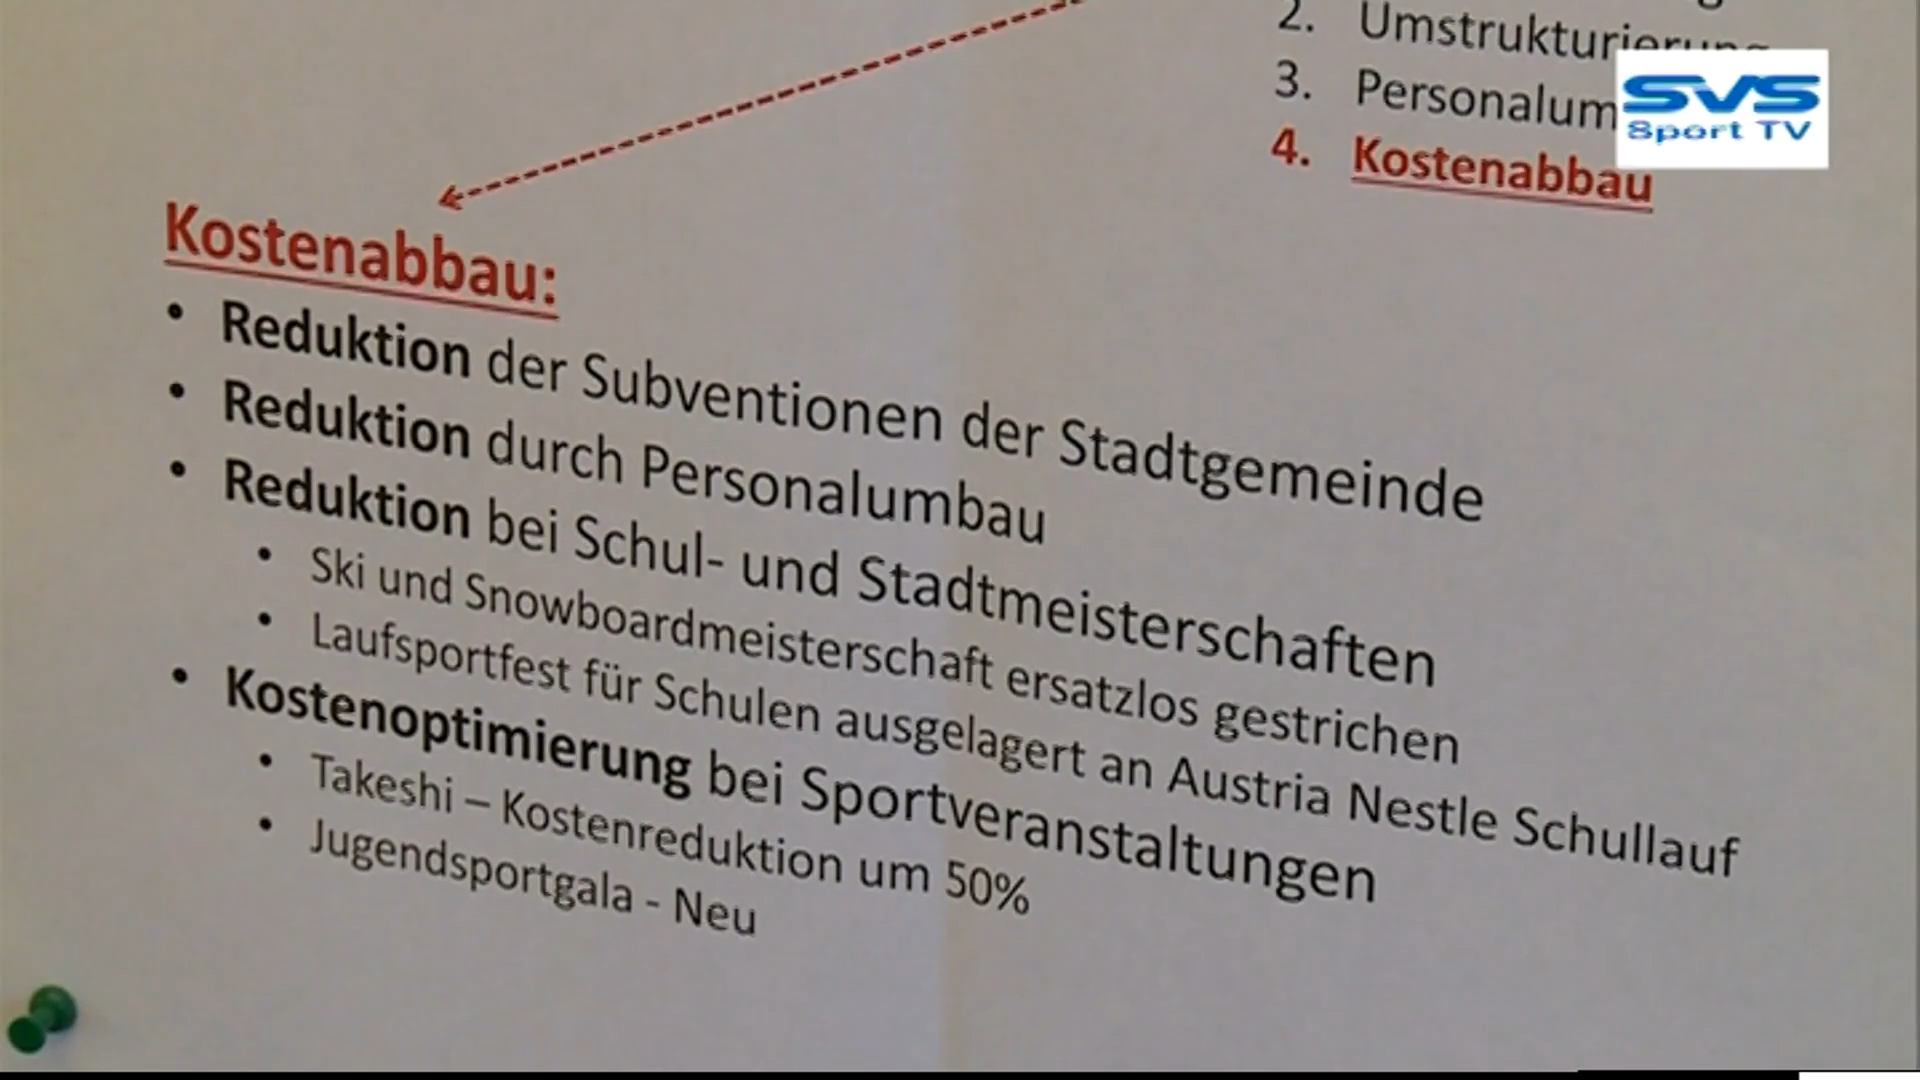 2. Umstrukturierung
3.
4. Kostenabbau
SVS
Sport TV
Kostenabbau:
• Reduktion der Subventionen der Stadtgemeinde
• Reduktion durch Personalumbau
• Reduktion bei Schul- und Stadtmeisterschaften
• Ski und Snowboardmeisterschaft ersatzlos gestrichen
• Laufsportfest für Schulen ausgelagert an Austria Nestle Schullauf
• Kostenoptimierung bei Sportveranstaltungen
• Takeshi – Kostenreduktion um 50%
• Jugendsportgala - Neu